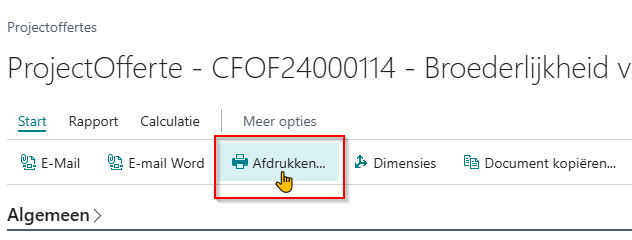 Projectoffertes
ProjectOfferte - CFOF24000114 - Broederlijkheid v
Start Rapport Calculatie Meer opties
E-Mail E-mail Word Afdrukken... Dimensies Document kopiëren...
Algemeen